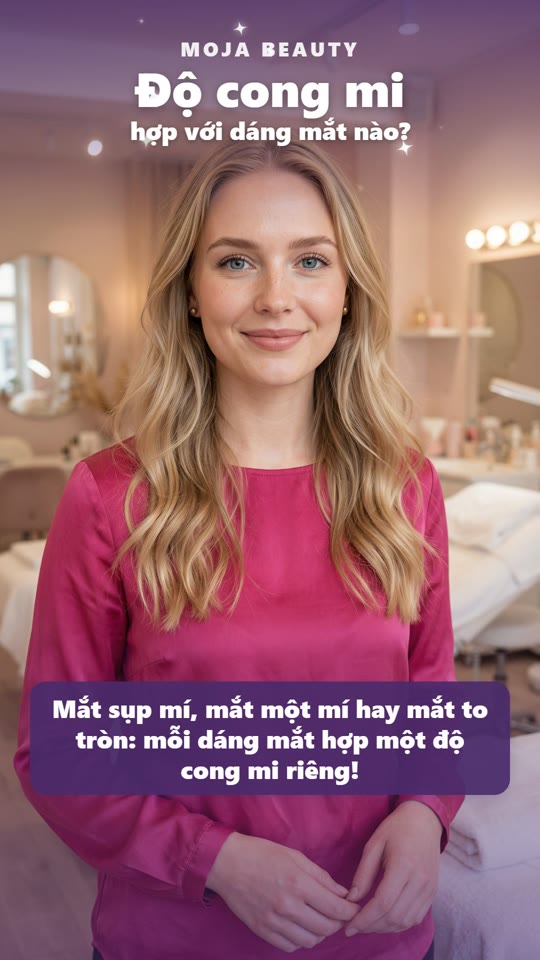 MOJA BEAUTY
Độ cong mi
hợp với dáng mắt nào?
Mắt sụp mí, mắt một mí hay mắt to
tròn: mỗi dáng mắt hợp một độ
cong mi riêng!